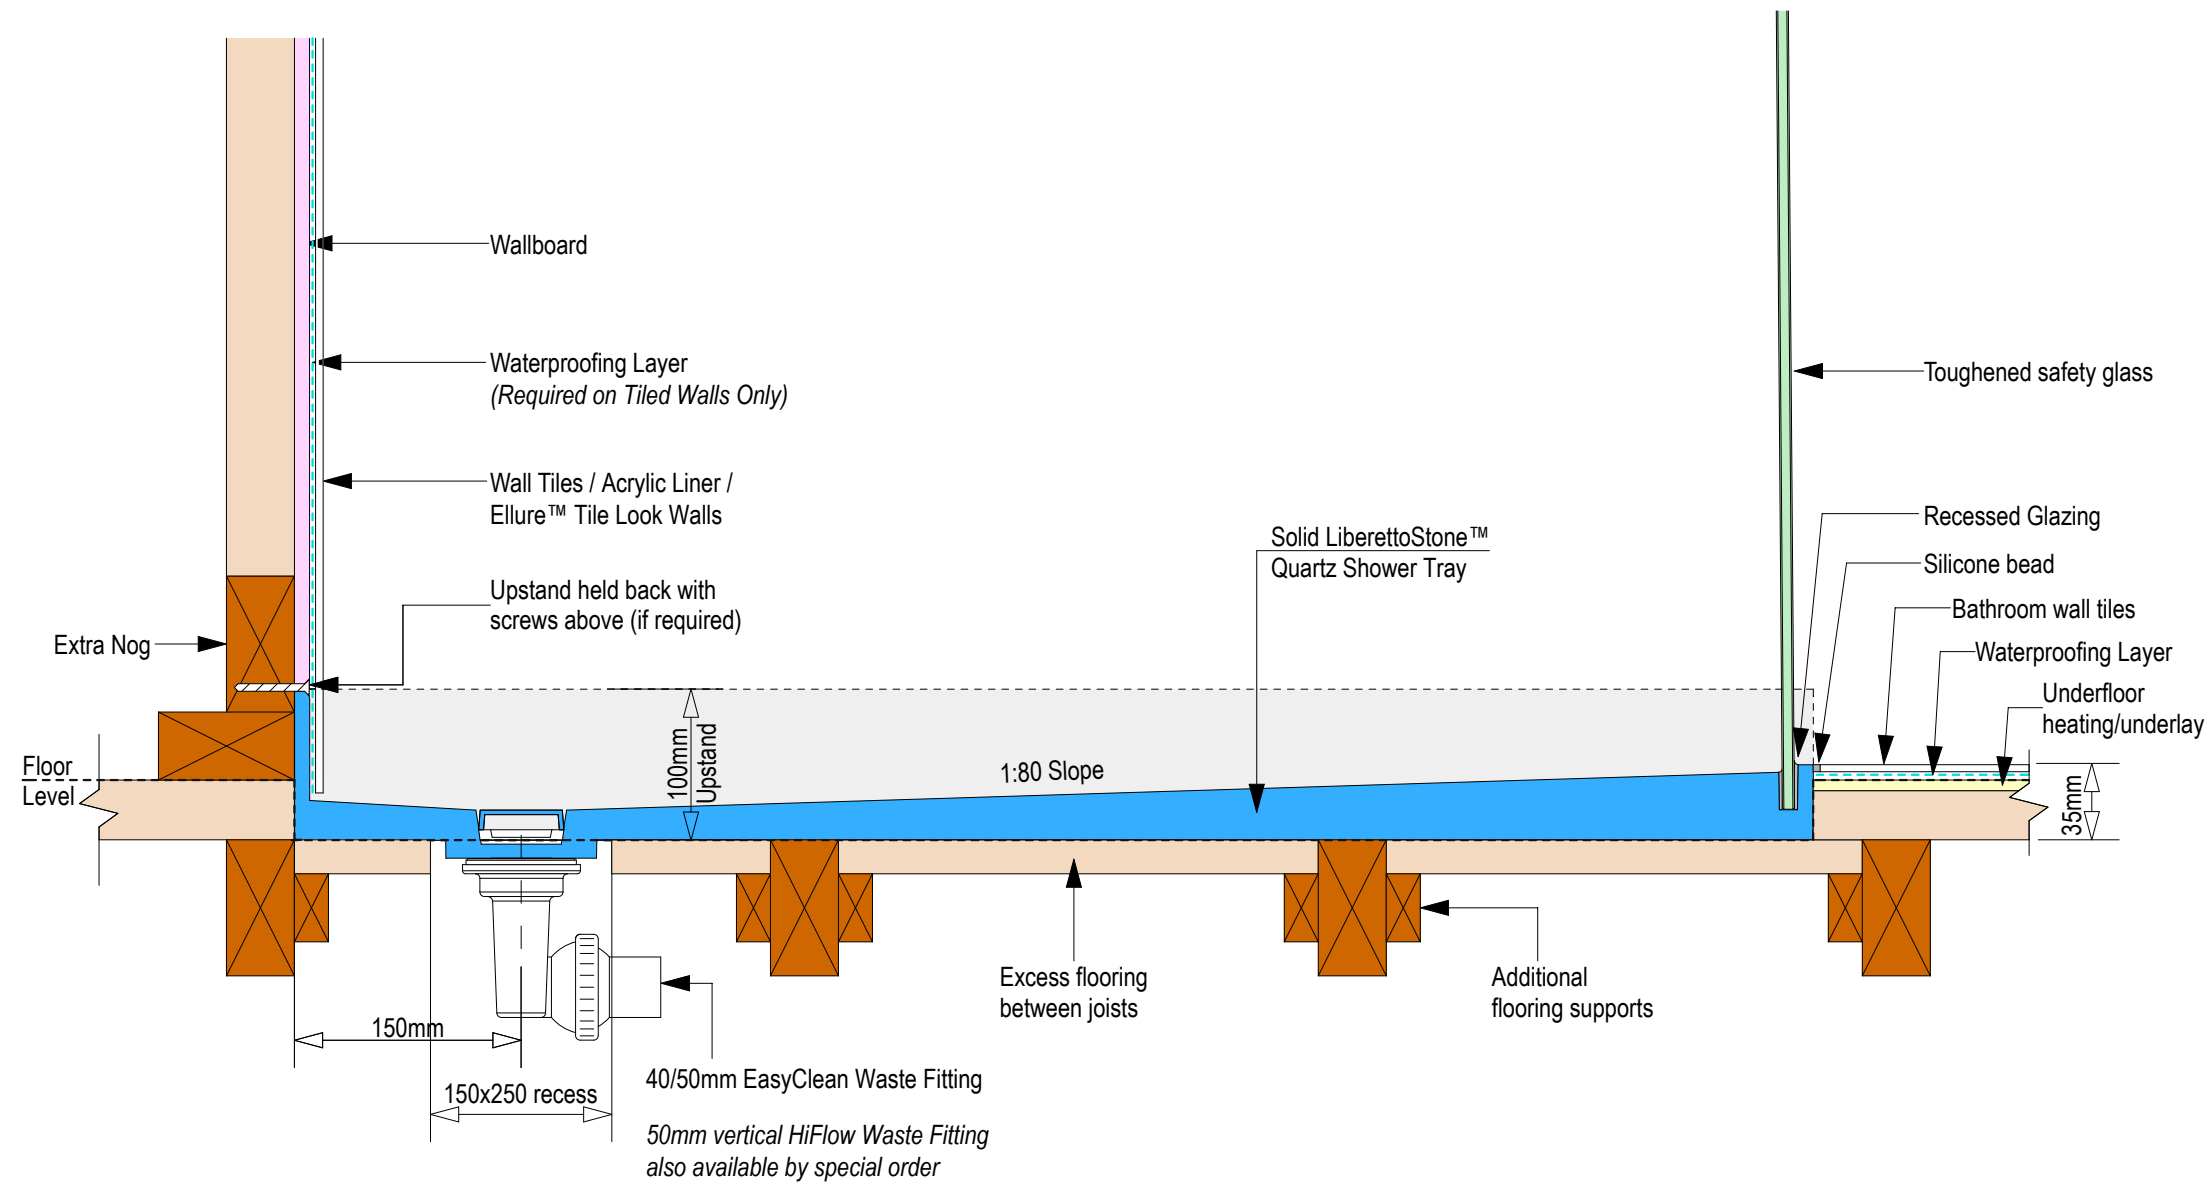 Wallboard
Waterproofing Layer
(Required on Tiled Walls Only)
Wall Tiles / Acrylic Liner /
Ellure™ Tile Look Walls
Upstand held back with
screws above (if required)
Extra Nog
Floor
Level
Solid LiberettoStone™
Quartz Shower Tray
100mm
Upstand
1:80 Slope
Toughened safety glass
Recessed Glazing
Silicone bead
Bathroom wall tiles
Waterproofing Layer
Underfloor
heating/underlay
35mm
Excess flooring
between joists
Additional
flooring supports
150mm
150x250 recess
40/50mm EasyClean Waste Fitting
50mm vertical HiFlow Waste Fitting
also available by special order